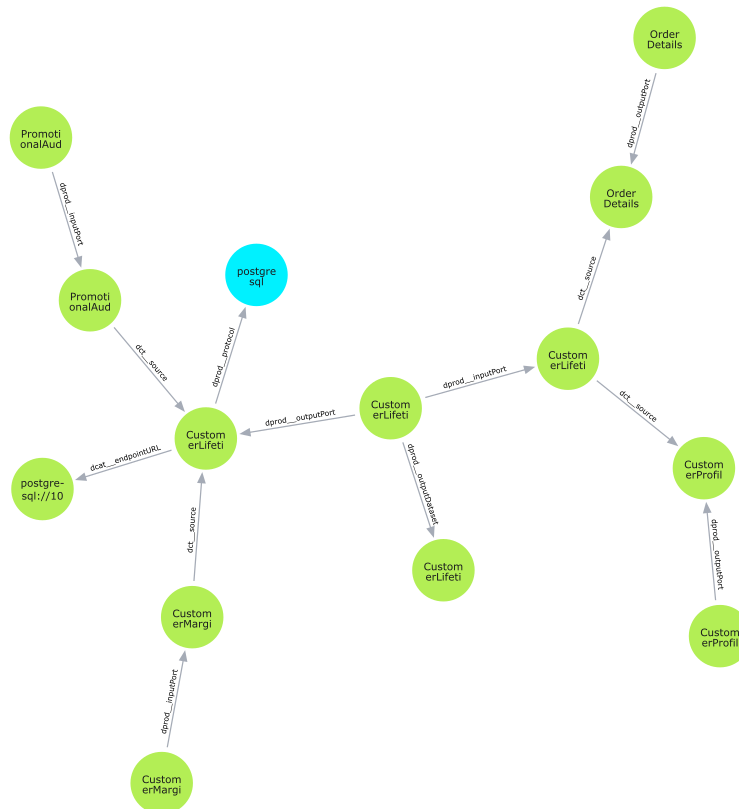 Order
Details
dprod__outputPort
Promoti
onalAud
dprod__inputPort
Order
Details
postgre
sql
dct__source
Promoti
onalAud
dprod__protocol
dct__source
Custom
erLifeti
dprod__inputPort
dct__source
Custom
erLifeti
dprod__outputPort
Custom
erLifeti
dcat__endpointURL
dprod__outputDataset
Custom
erProfil
postgre-
sql://10
dct__source
dprod__outputPort
Custom
erLifeti
Custom
erMargi
Custom
erProfil
dprod__inputPort
Custom
erMargi